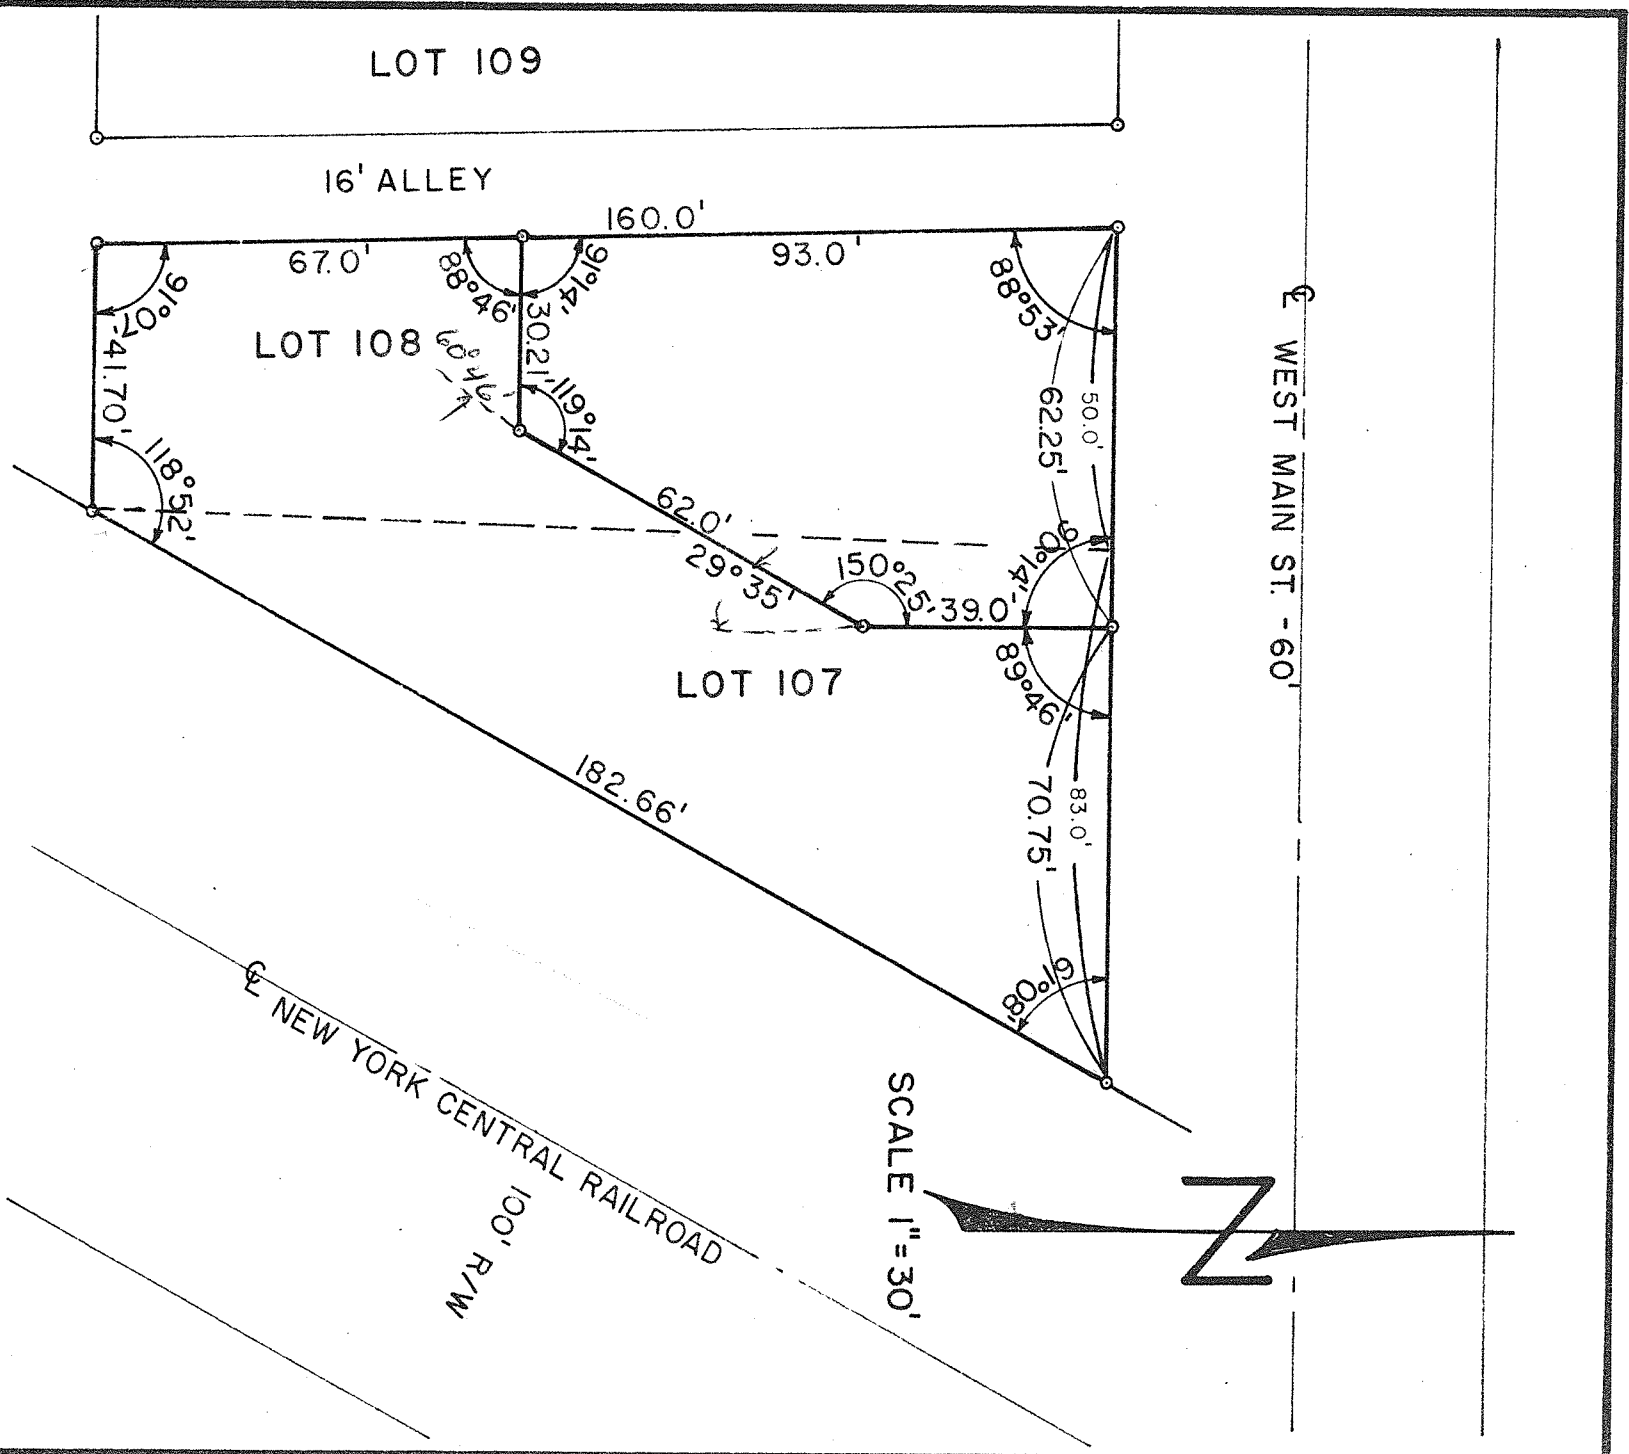 LOT 109
16' ALLEY
160.0'
67.0'
93.0'
91°07'
88°46'
91°14'
88°53'
LOT 108
41.70'
30.21'
60°46'
119°14'
118°52'
62.25'
50.0'
62.0'
29°35'
150°25'
39.0'
90°14'
89°46'
LOT 107
182.66'
70.75'
83.0'
61°08'
℄ WEST MAIN ST. - 60'
℄ NEW YORK CENTRAL RAILROAD
100' R/W
SCALE 1" = 30'
Z